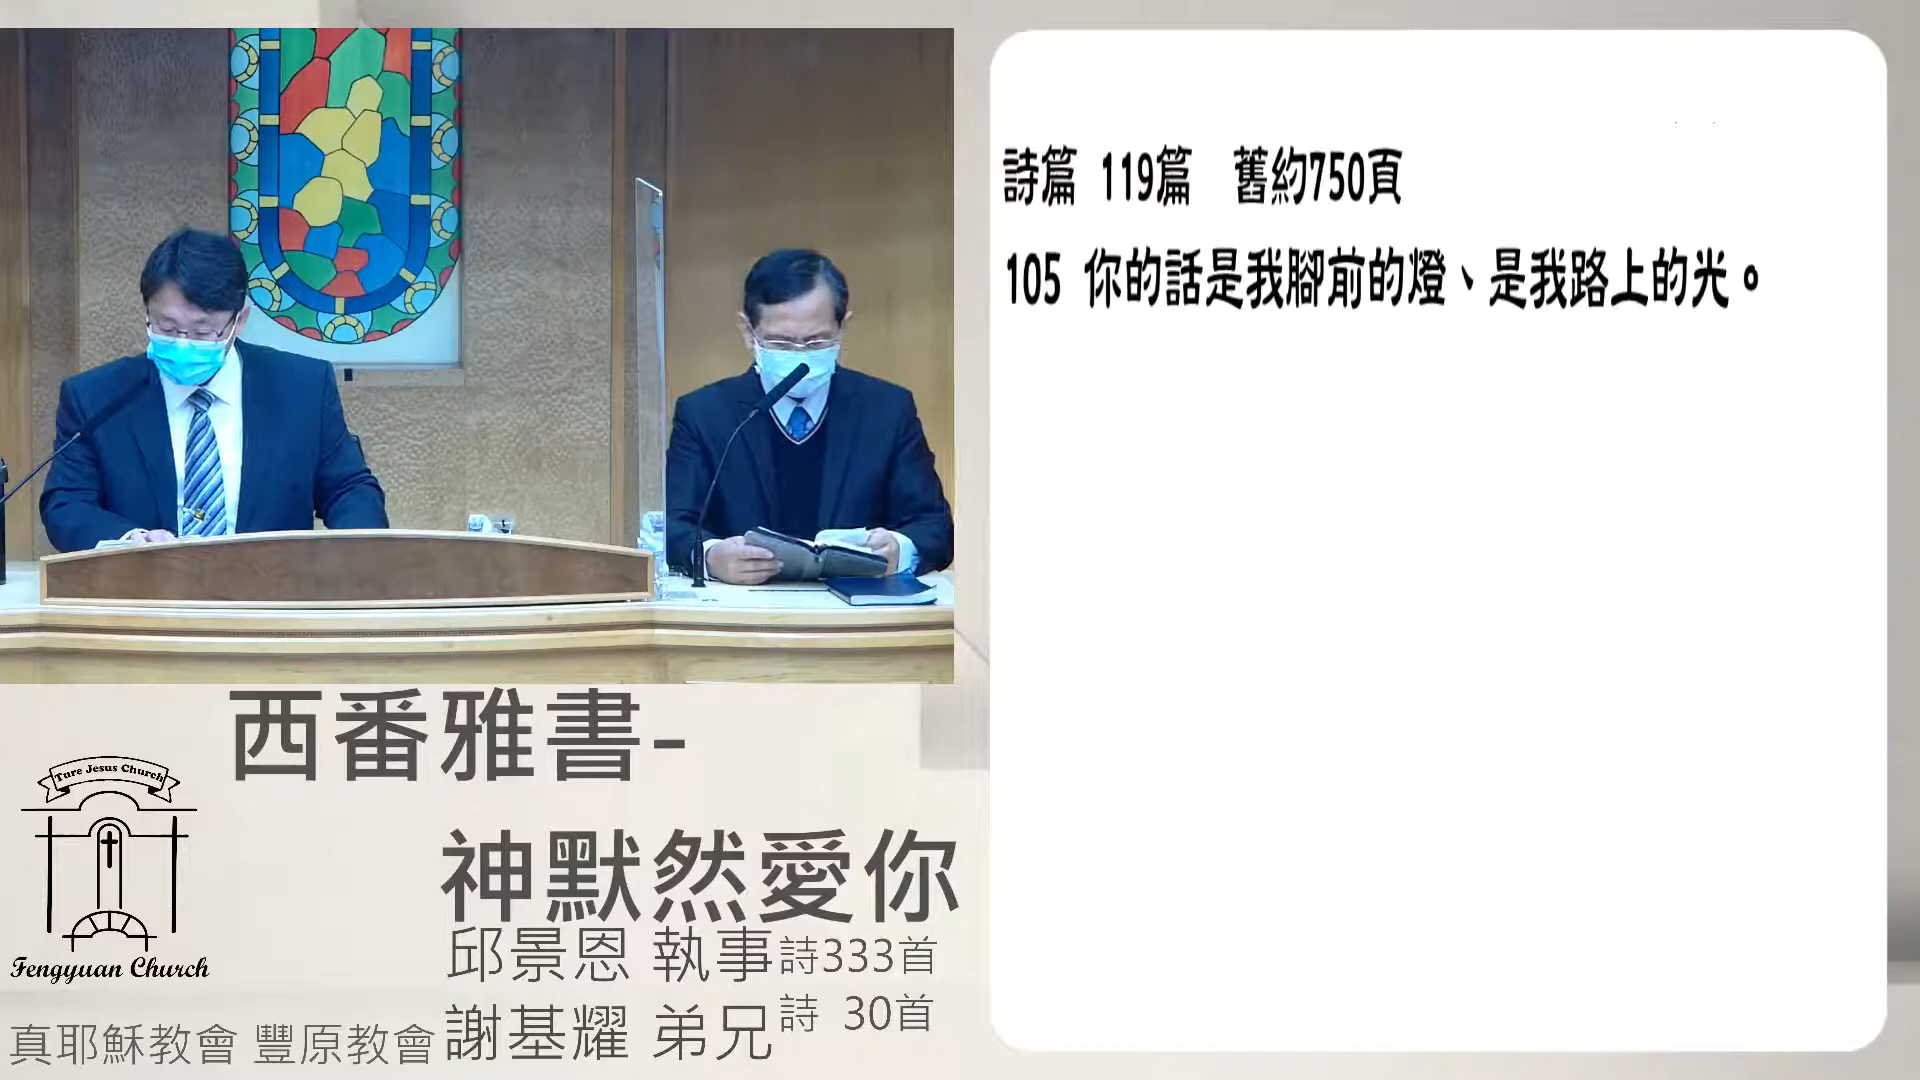 詩篇 119篇 舊約750頁
105 你的話是我腳前的燈、是我路上的光。
西番雅書-
神默然愛你
邱景恩 執事 詩333首
謝基耀 弟兄 詩 30首
Ture Jesus Church
Fengyuan Church
真耶穌教會 豐原教會